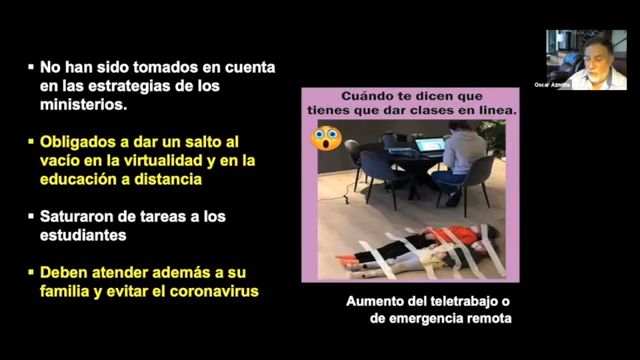 No han sido tomados en cuenta
en las estrategias de los
ministerios.
Obligados a dar un salto al
vacío en la virtualidad y en la
educación a distancia
Saturaron de tareas a los
estudiantes
Deben atender además a su
familia y evitar el coronavirus
Cuándo te dicen que
tienes que dar clases en linea.
Aumento del teletrabajo o
de emergencia remota
Oscar